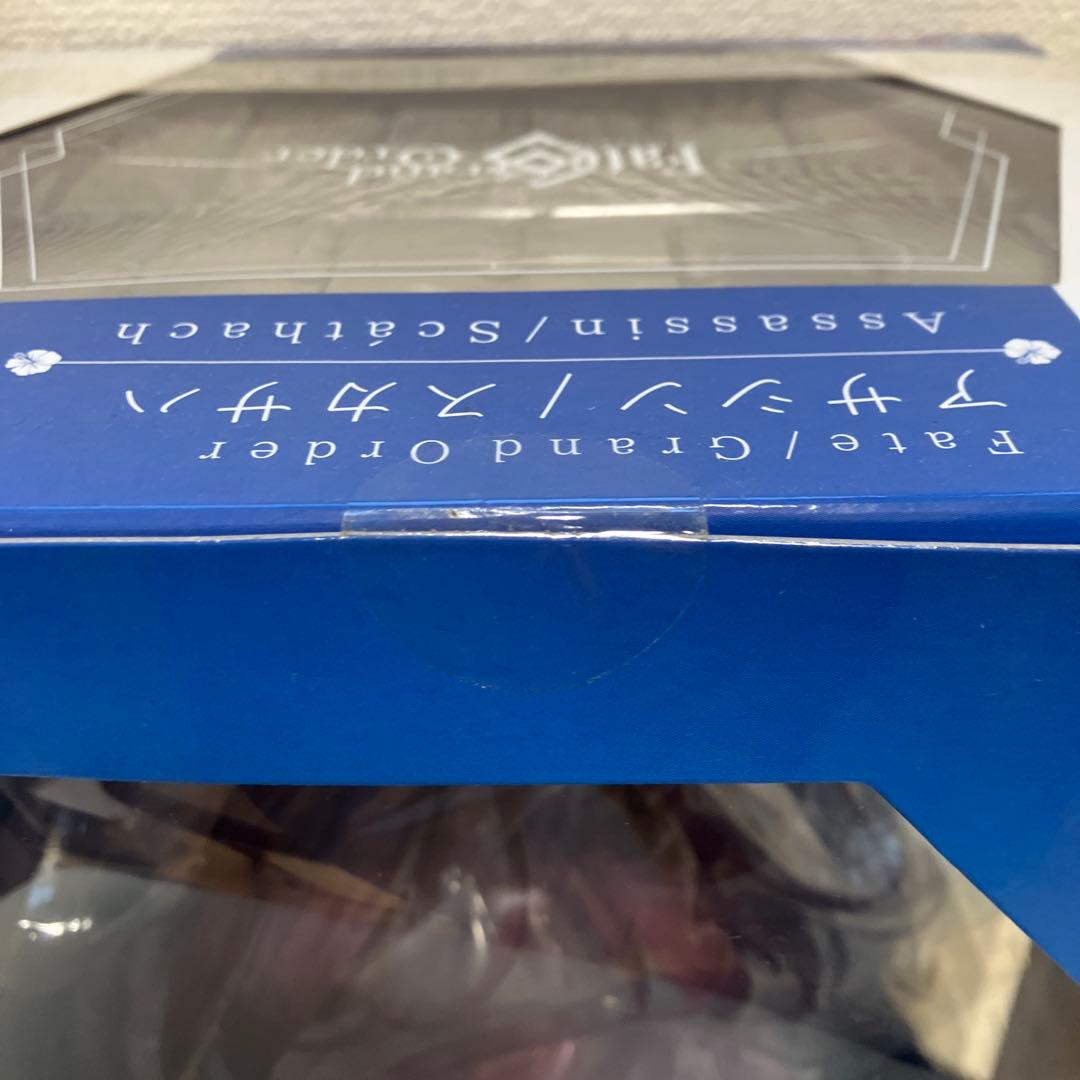 Fate/Grand Order
アサシン/スカサハ
Assassin/Scáthach
Fate Grand
Order